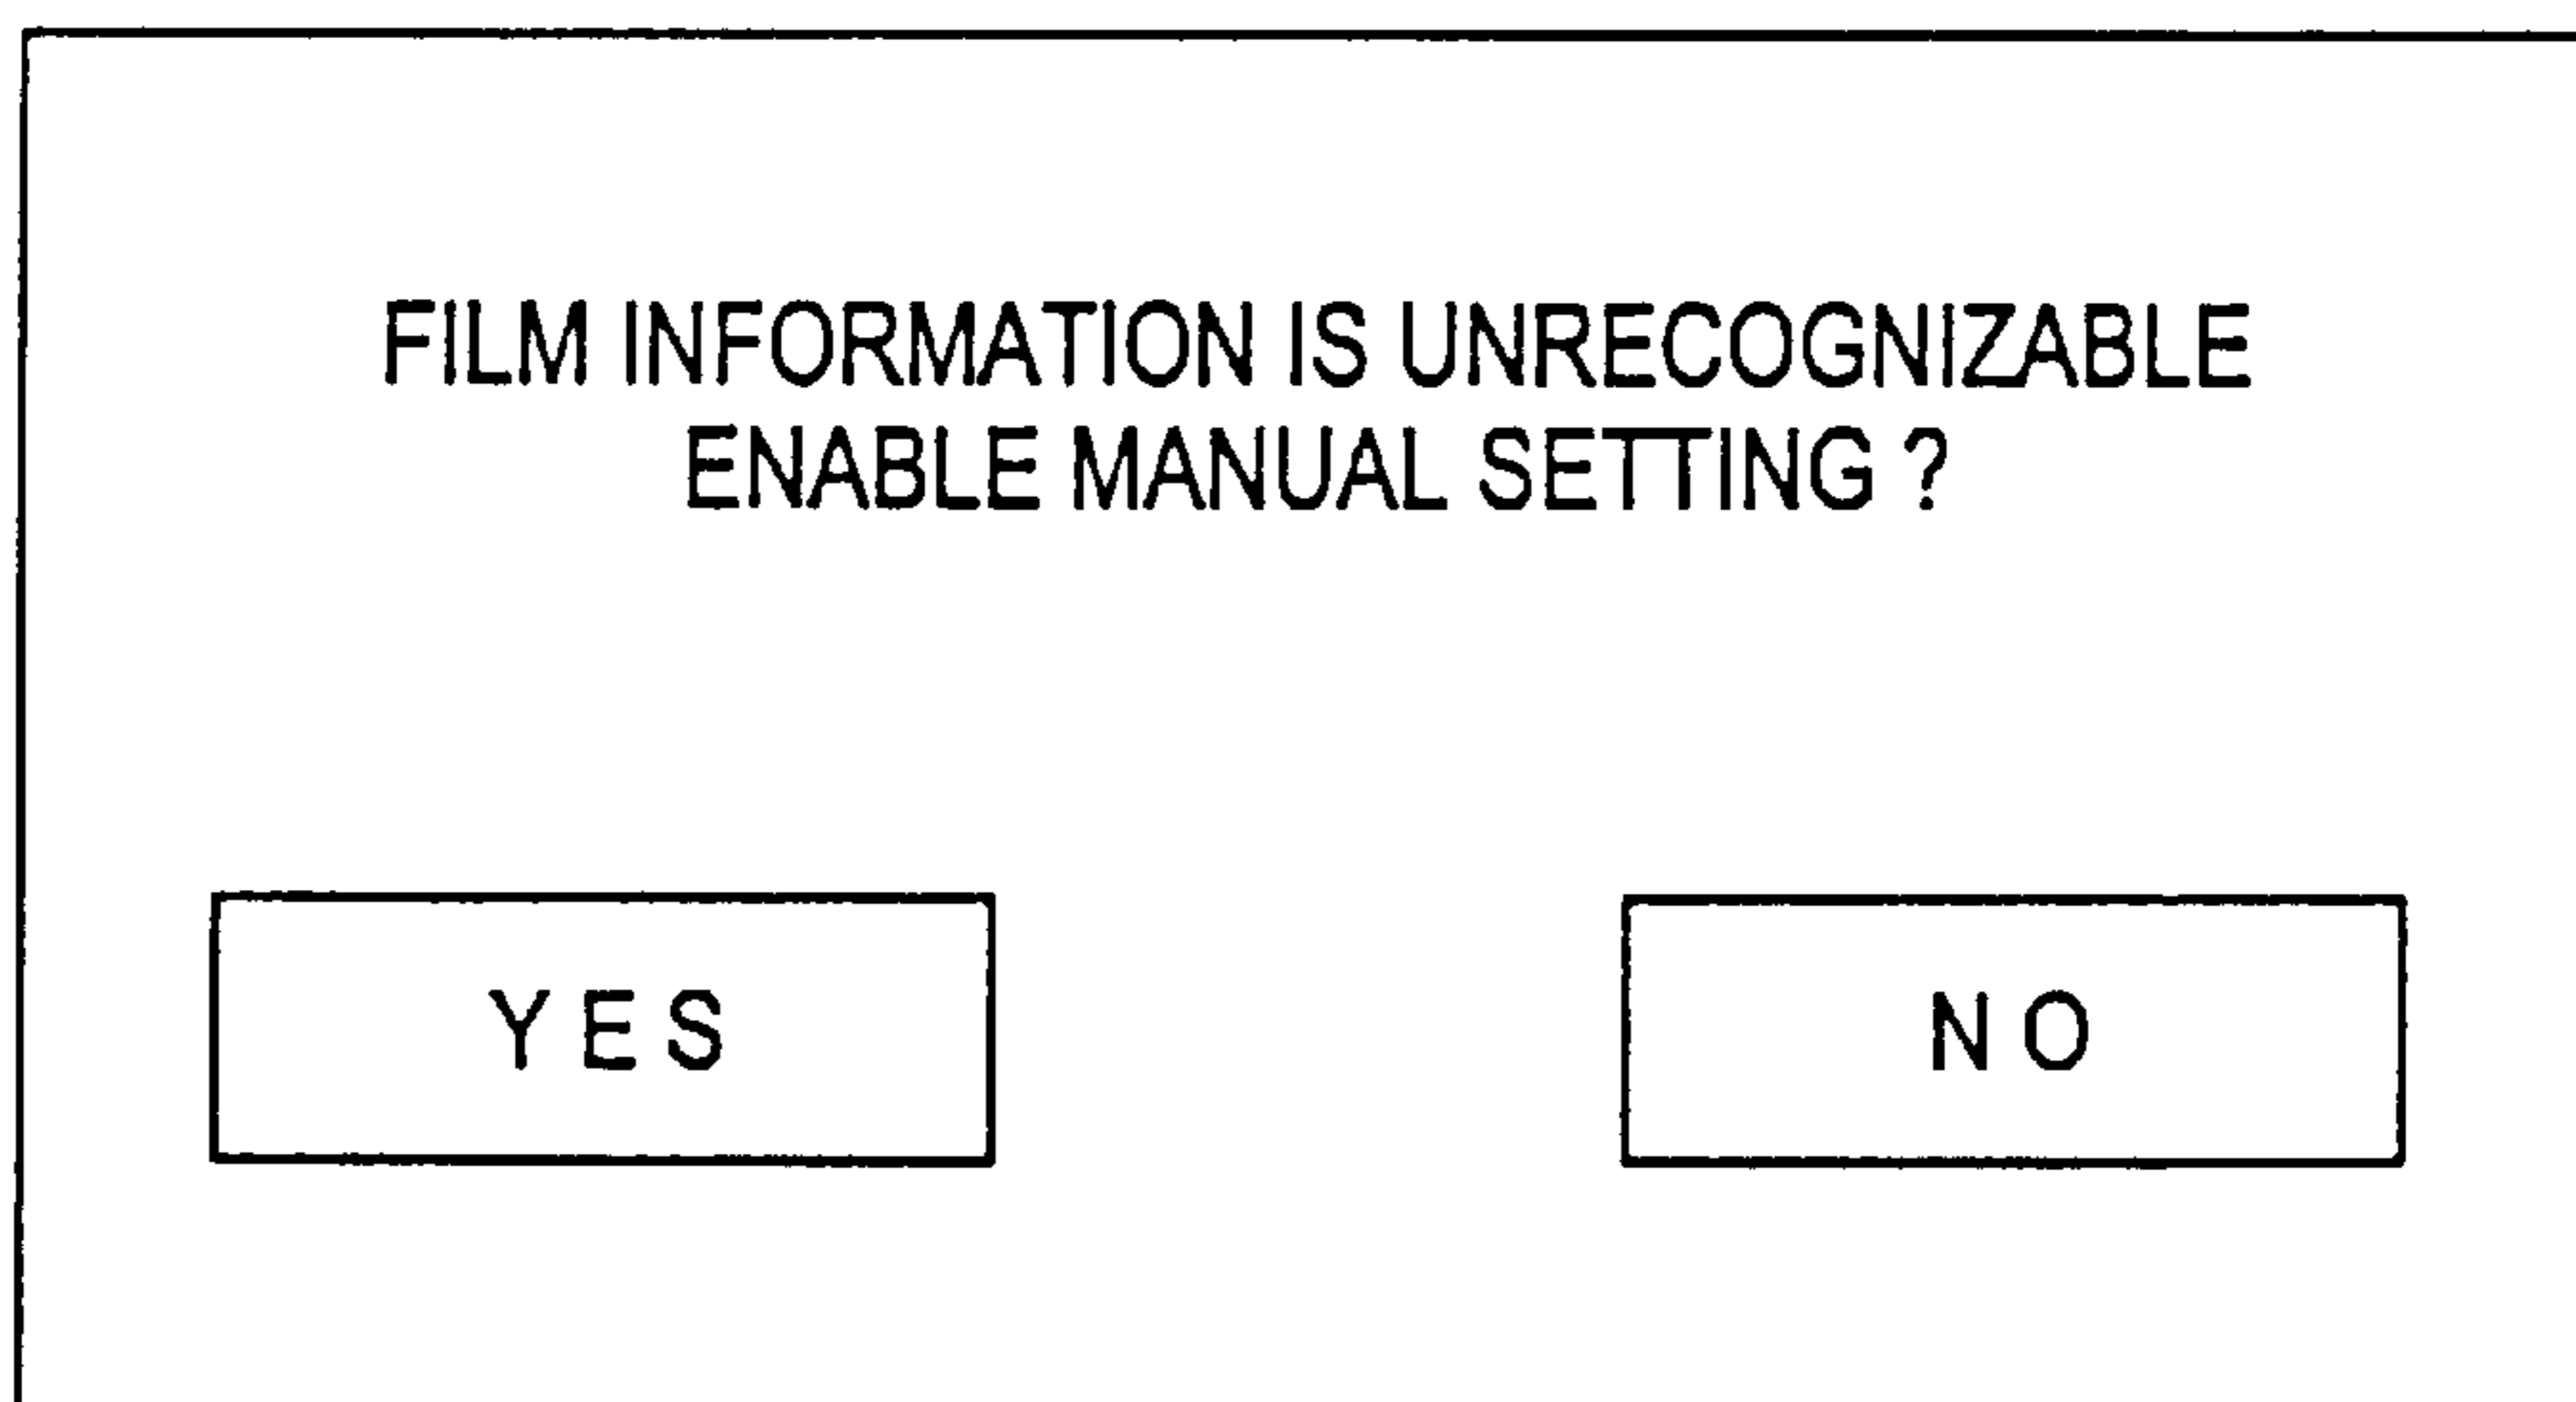 FILM INFORMATION IS UNRECOGNIZABLE
ENABLE MANUAL SETTING ?
YES
NO